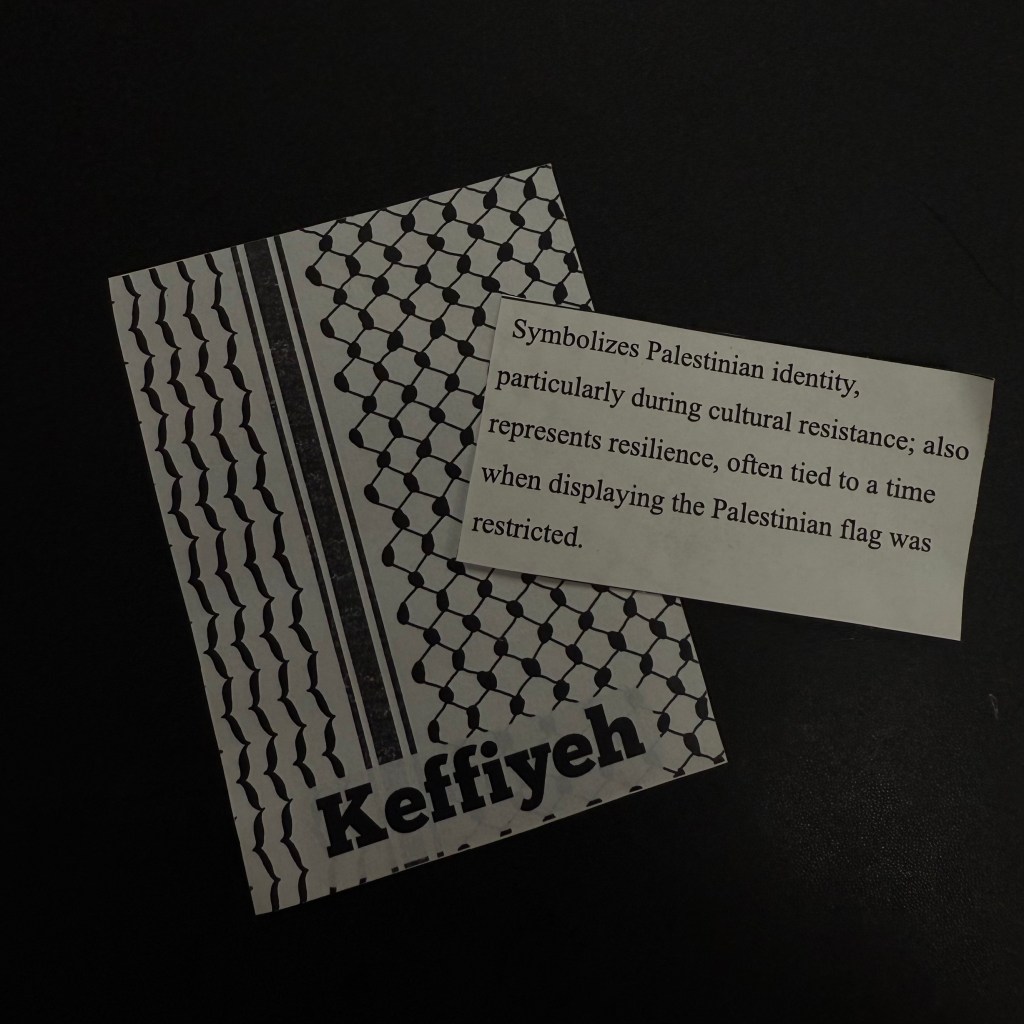 Symbolizes Palestinian identity,
particularly during cultural resistance; also
represents resilience, often tied to a time
when displaying the Palestinian flag was
restricted.
Keffiyeh